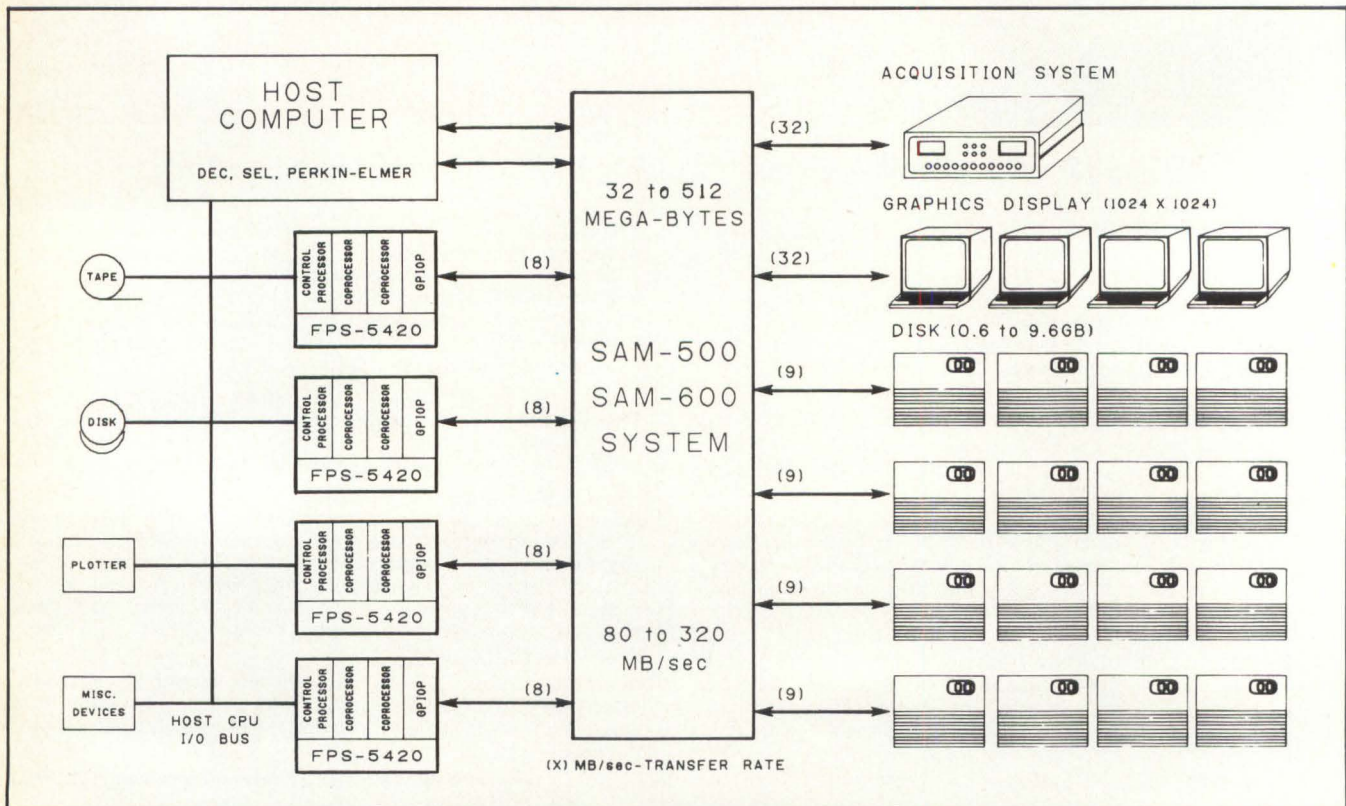 HOST
COMPUTER
DEC, SEL, PERKIN-ELMER
TAPE
CONTROL
PROCESSOR
COPROCESSOR
COPROCESSOR
GPIOP
FPS-5420
(8)
DISK
CONTROL
PROCESSOR
COPROCESSOR
COPROCESSOR
GPIOP
FPS-5420
(8)
PLOTTER
CONTROL
PROCESSOR
COPROCESSOR
COPROCESSOR
GPIOP
FPS-5420
(8)
MISC.
DEVICES
HOST CPU
I/O BUS
CONTROL
PROCESSOR
COPROCESSOR
COPROCESSOR
GPIOP
FPS-5420
(8)
32 to 512
MEGA-BYTES
SAM-500
SAM-600
SYSTEM
80 to 320
MB/sec
(X) MB/sec-TRANSFER RATE
ACQUISITION SYSTEM
(32)
GRAPHICS DISPLAY (1024 X 1024)
(32)
DISK (0.6 to 9.6GB)
(9)
(9)
(9)
(9)